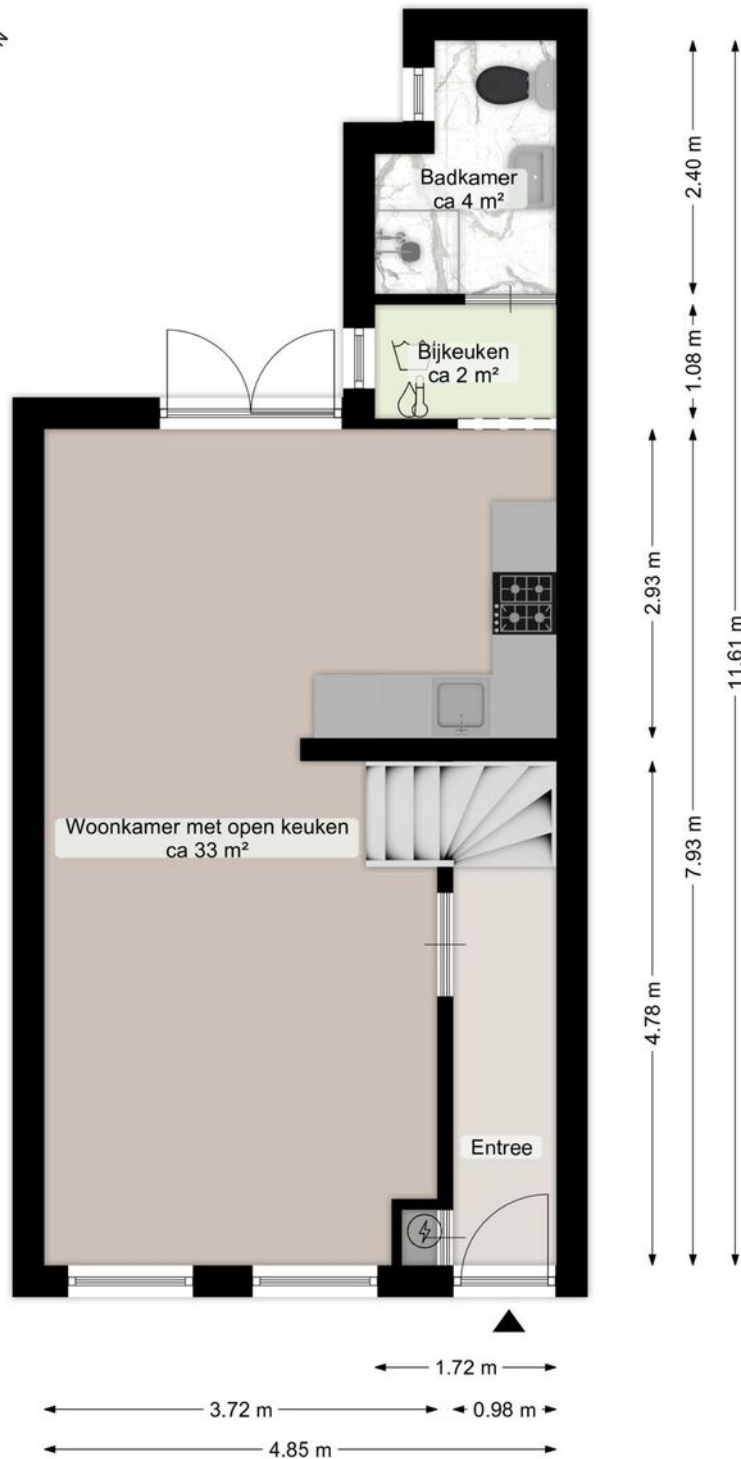 N
Badkamer
ca 4 m²
2.40 m
Bijkeuken
ca 2 m²
1.08 m
2.93 m
11.61 m
Woonkamer met open keuken
ca 33 m²
7.93 m
4.78 m
Entree
1.72 m
3.72 m
0.98 m
4.85 m